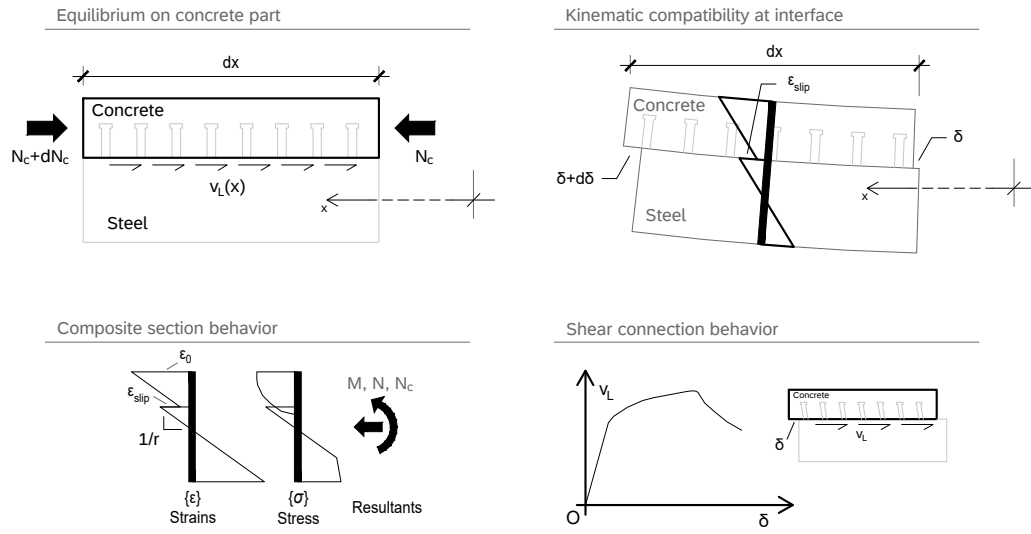 Equilibrium on concrete part
dx
Concrete
N_c+dN_c
N_c
v_L(x)
x
Steel
Kinematic compatibility at interface
dx
ε_slip
Concrete
δ
δ+dδ
x
Steel
Composite section behavior
ε_0
ε_slip
M, N, N_c
1/r
{ε}
Strains
{σ}
Stress
Resultants
Shear connection behavior
v_L
O
δ
Concrete
δ
v_L